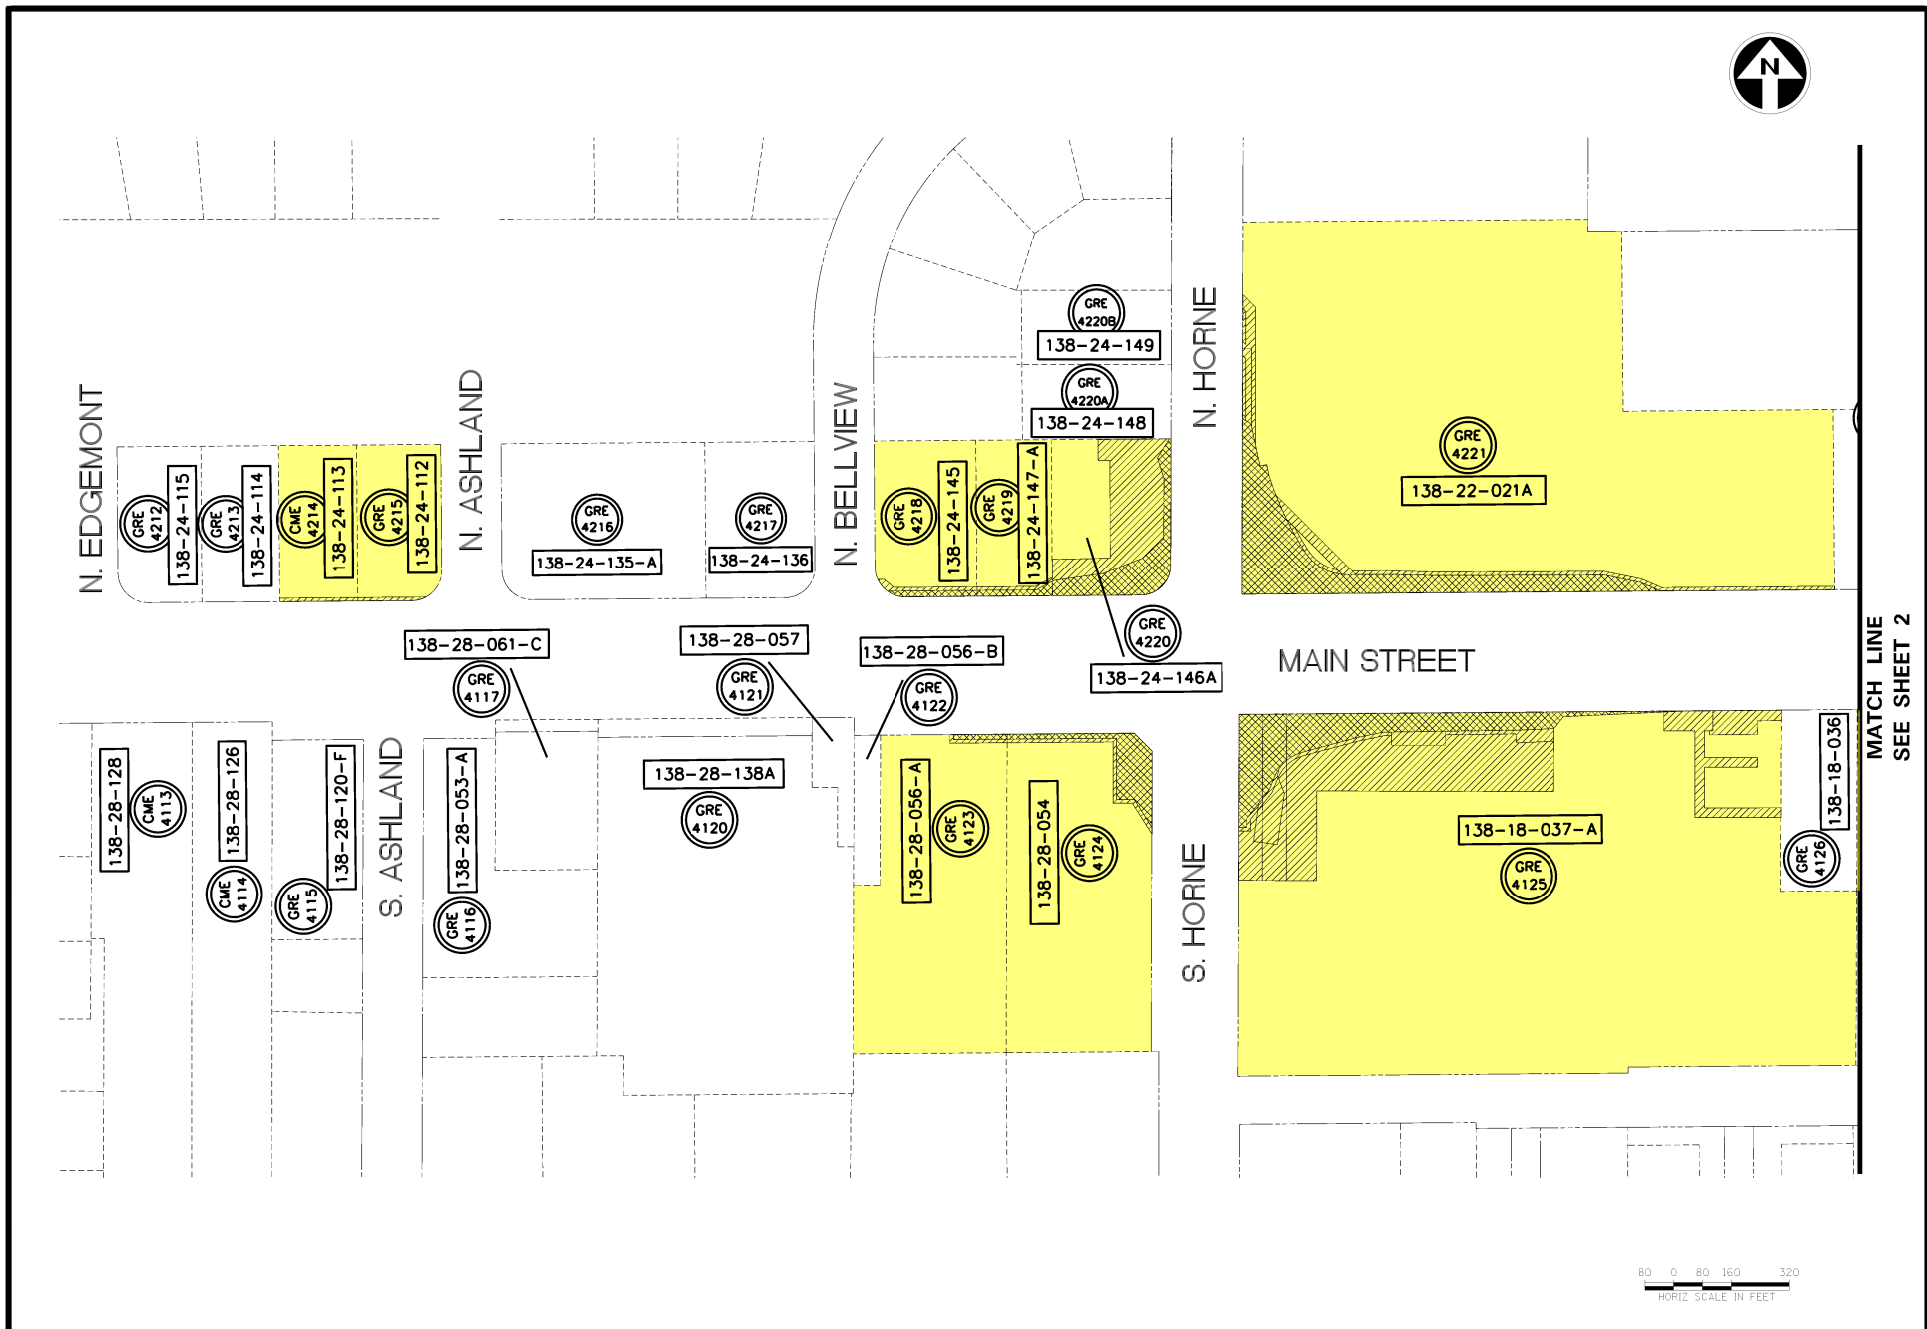 N
GRE
4220B
138-24-149
GRE
4220A
138-24-148
N. EDGEMONT
N. ASHLAND
N. BELLVIEW
N. HORNE
GRE
4212
138-24-115
GRE
4213
138-24-114
CME
4214
138-24-113
GRE
4215
138-24-112
GRE
4216
138-24-135-A
GRE
4217
138-24-136
GRE
4218
138-24-145
GRE
4219
138-24-147-A
GRE
4221
138-22-021A
138-28-061-C
GRE
4117
138-28-057
GRE
4121
138-28-056-B
GRE
4122
GRE
4220
138-24-146A
MAIN STREET
MATCH LINE
SEE SHEET 2
138-28-128
CME
4113
138-28-126
CME
4114
138-28-120-F
GRE
4115
S. ASHLAND
138-28-053-A
GRE
4116
138-28-138A
GRE
4120
138-28-056-A
GRE
4123
138-28-054
GRE
4124
S. HORNE
138-18-037-A
GRE
4125
138-18-036
GRE
4126
80 0 80 160 320
HORIZ SCALE IN FEET